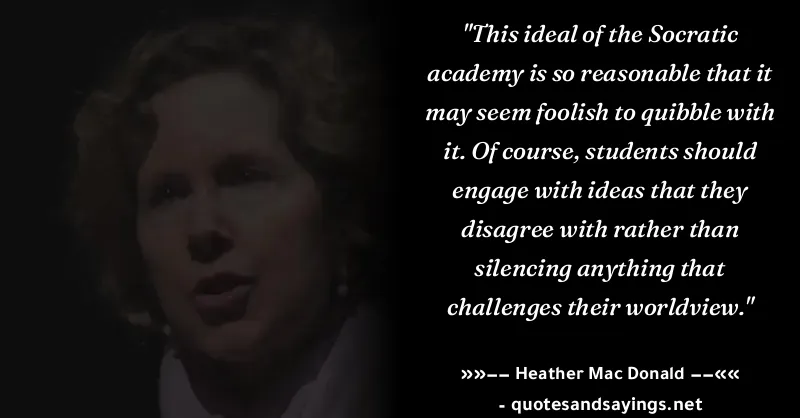 "This ideal of the Socratic
academy is so reasonable that it
may seem foolish to quibble with
it. Of course, students should
engage with ideas that they
disagree with rather than
silencing anything that
challenges their worldview."
»»–– Heather Mac Donald ––««
- quotesandsayings.net